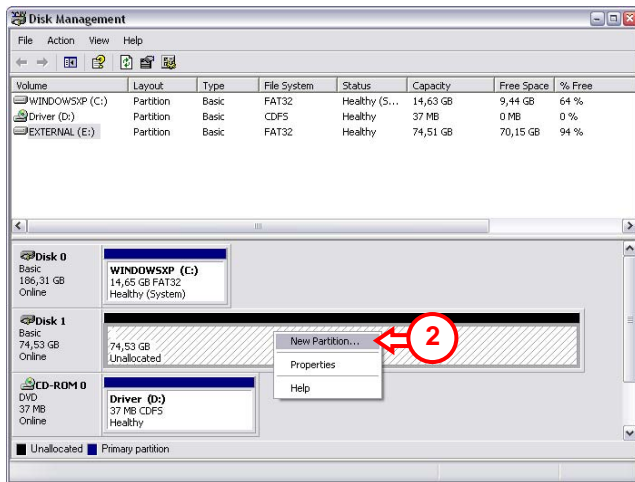 Disk Management
File Action View Help
Volume Layout Type File System Status Capacity Free Space % Free
WINDOWSXP (C:) Partition Basic FAT32 Healthy (S... 14,63 GB 9,44 GB 64 %
Driver (D:) Partition Basic CDFS Healthy 37 MB 0 MB 0 %
EXTERNAL (E:) Partition Basic FAT32 Healthy 74,51 GB 70,15 GB 94 %
Disk 0
Basic
186,31 GB
Online
WINDOWSXP (C:)
14,65 GB FAT32
Healthy (System)
Disk 1
Basic
74,53 GB
Online
74,53 GB
Unallocated
New Partition...
Properties
Help
2
CD-ROM 0
DVD
37 MB
Online
Driver (D:)
37 MB CDFS
Healthy
Unallocated Primary partition